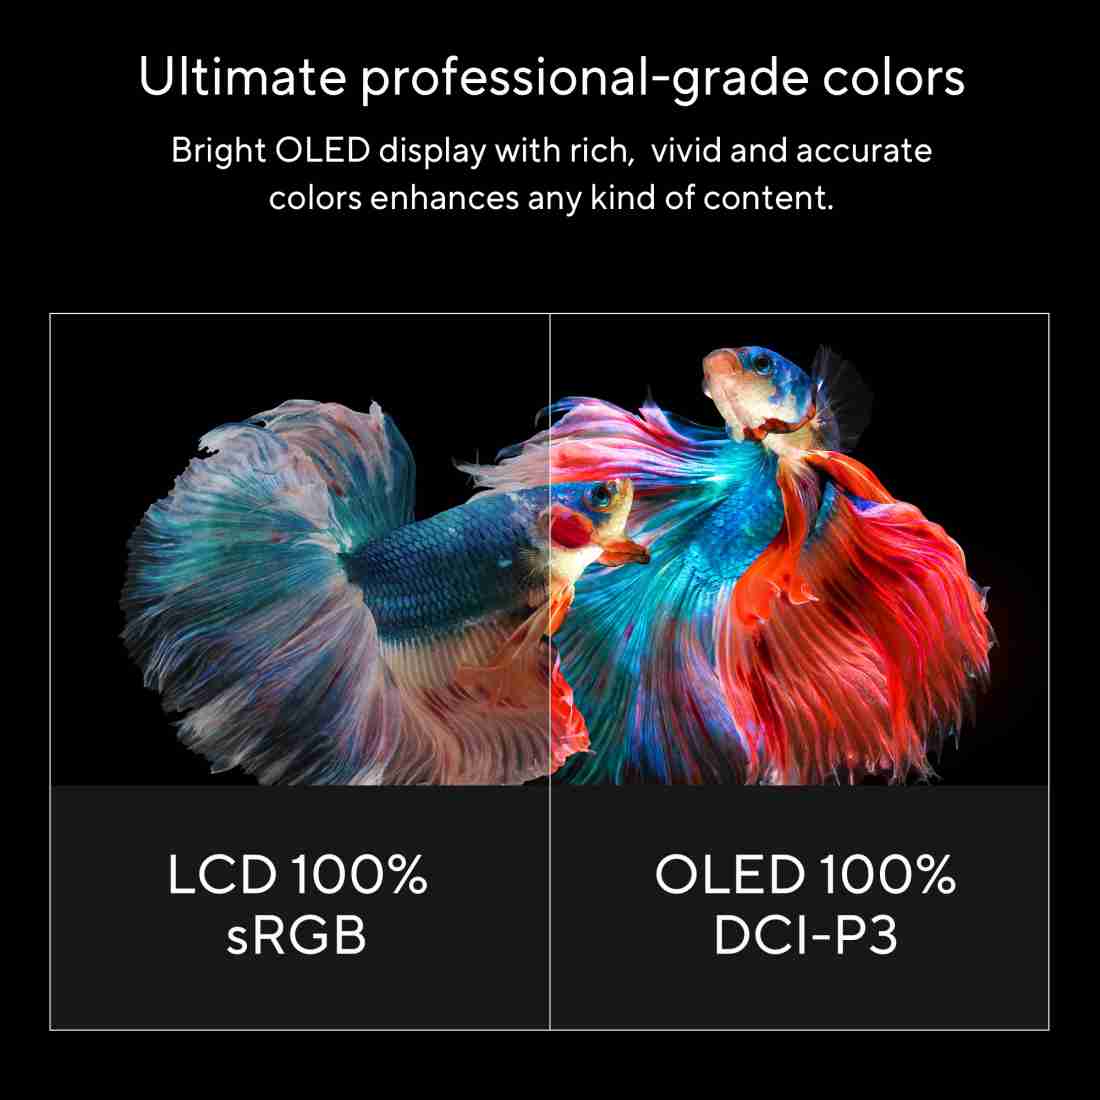 Ultimate professional-grade colors
Bright OLED display with rich,  vivid and accurate
colors enhances any kind of content.
LCD 100%
sRGB
OLED 100%
DCI-P3